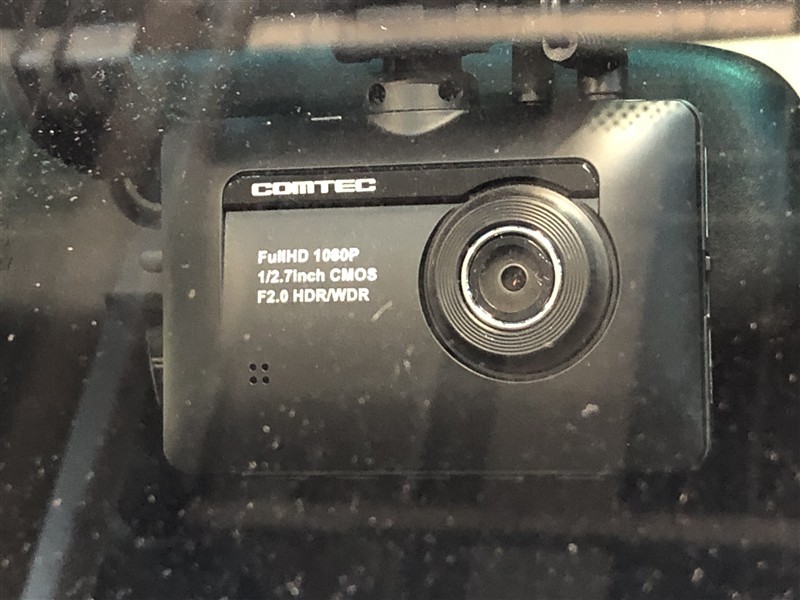 COMTEC
FullHD 1080P
1/2.7inch CMOS
F2.0 HDR/WDR